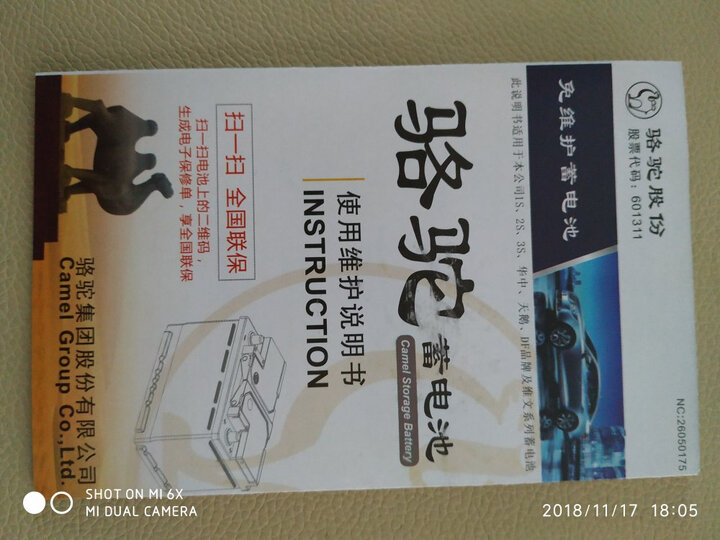 骆驼股份
股票代码：601311
NC:26050175
免维护蓄电池
此说明书适用于本公司1S、2S、3S、华中、天鹅、DF品牌及维文系列蓄电池
骆驼
蓄电池
Camel Storage Battery
使用维护说明书
INSTRUCTION
扫一扫 全国联保
扫一扫电池上的二维码，
生成电子保修单，享全国联保
骆驼集团股份有限公司
Camel Group Co.,Ltd.
SHOT ON MI 6X
MI DUAL CAMERA
2018/11/17 18:05